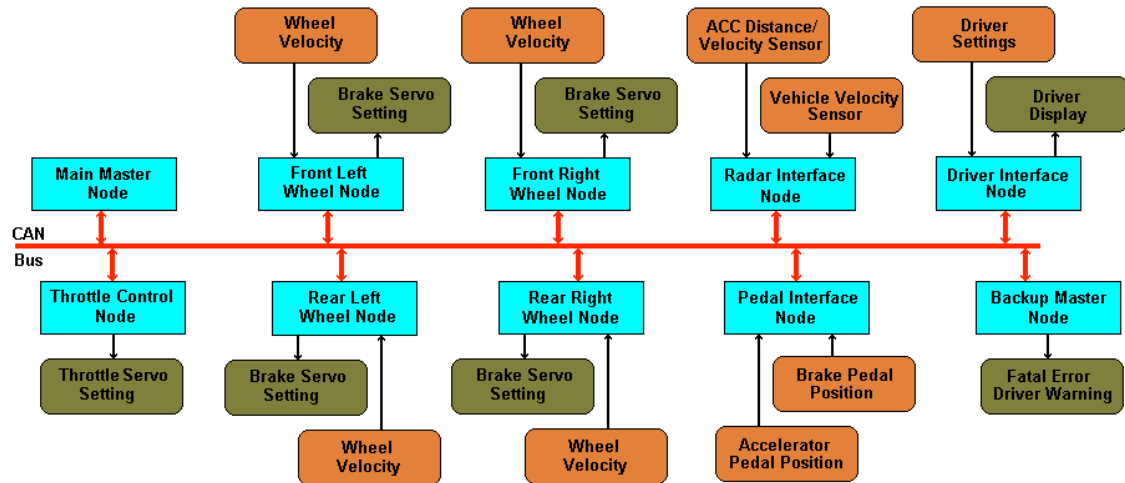 Wheel
Velocity
Wheel
Velocity
ACC Distance/
Velocity Sensor
Driver
Settings
Brake Servo
Setting
Brake Servo
Setting
Vehicle Velocity
Sensor
Driver
Display
Main Master
Node
Front Left
Wheel Node
Front Right
Wheel Node
Radar Interface
Node
Driver Interface
Node
CAN
Bus
Throttle Control
Node
Rear Left
Wheel Node
Rear Right
Wheel Node
Pedal Interface
Node
Backup Master
Node
Throttle Servo
Setting
Brake Servo
Setting
Brake Servo
Setting
Brake Pedal
Position
Fatal Error
Driver Warning
Wheel
Velocity
Wheel
Velocity
Accelerator
Pedal Position